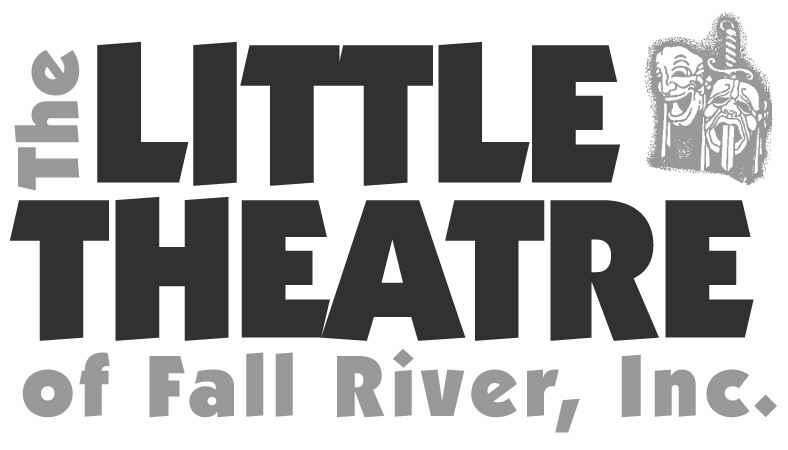 The LITTLE
THEATRE
of Fall River, Inc.